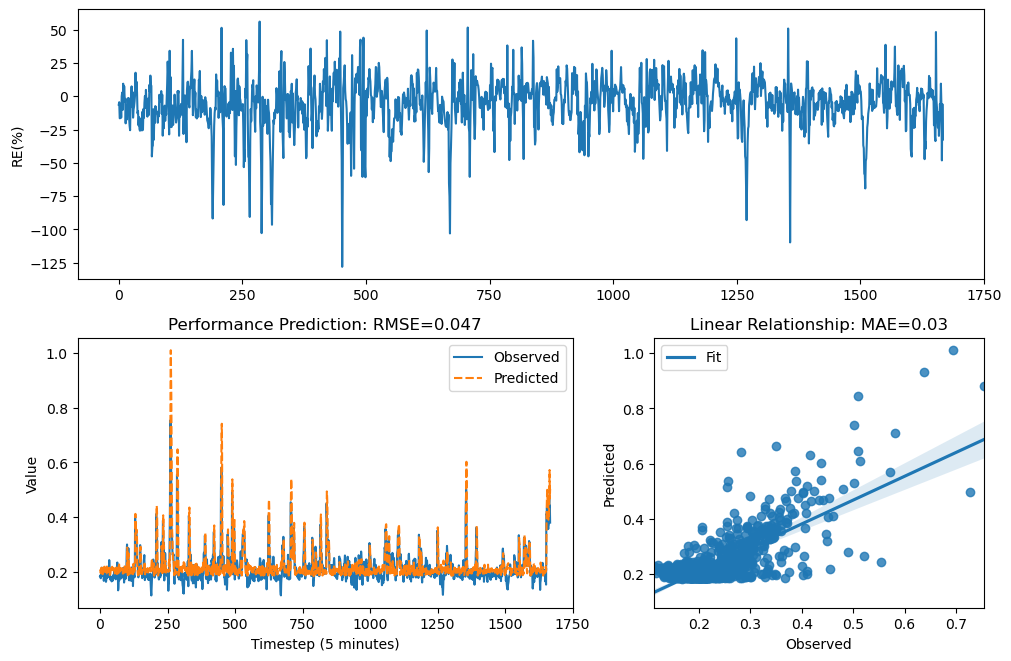 50
25
0
−25
−50
−75
−100
−125
RE(%)
0 250 500 750 1000 1250 1500 1750
Performance Prediction: RMSE=0.047
Observed
Predicted
1.0
0.8
0.6
0.4
0.2
Value
0 250 500 750 1000 1250 1500 1750
Timestep (5 minutes)
Linear Relationship: MAE=0.03
Fit
1.0
0.8
0.6
0.4
0.2
Predicted
0.2 0.3 0.4 0.5 0.6 0.7
Observed